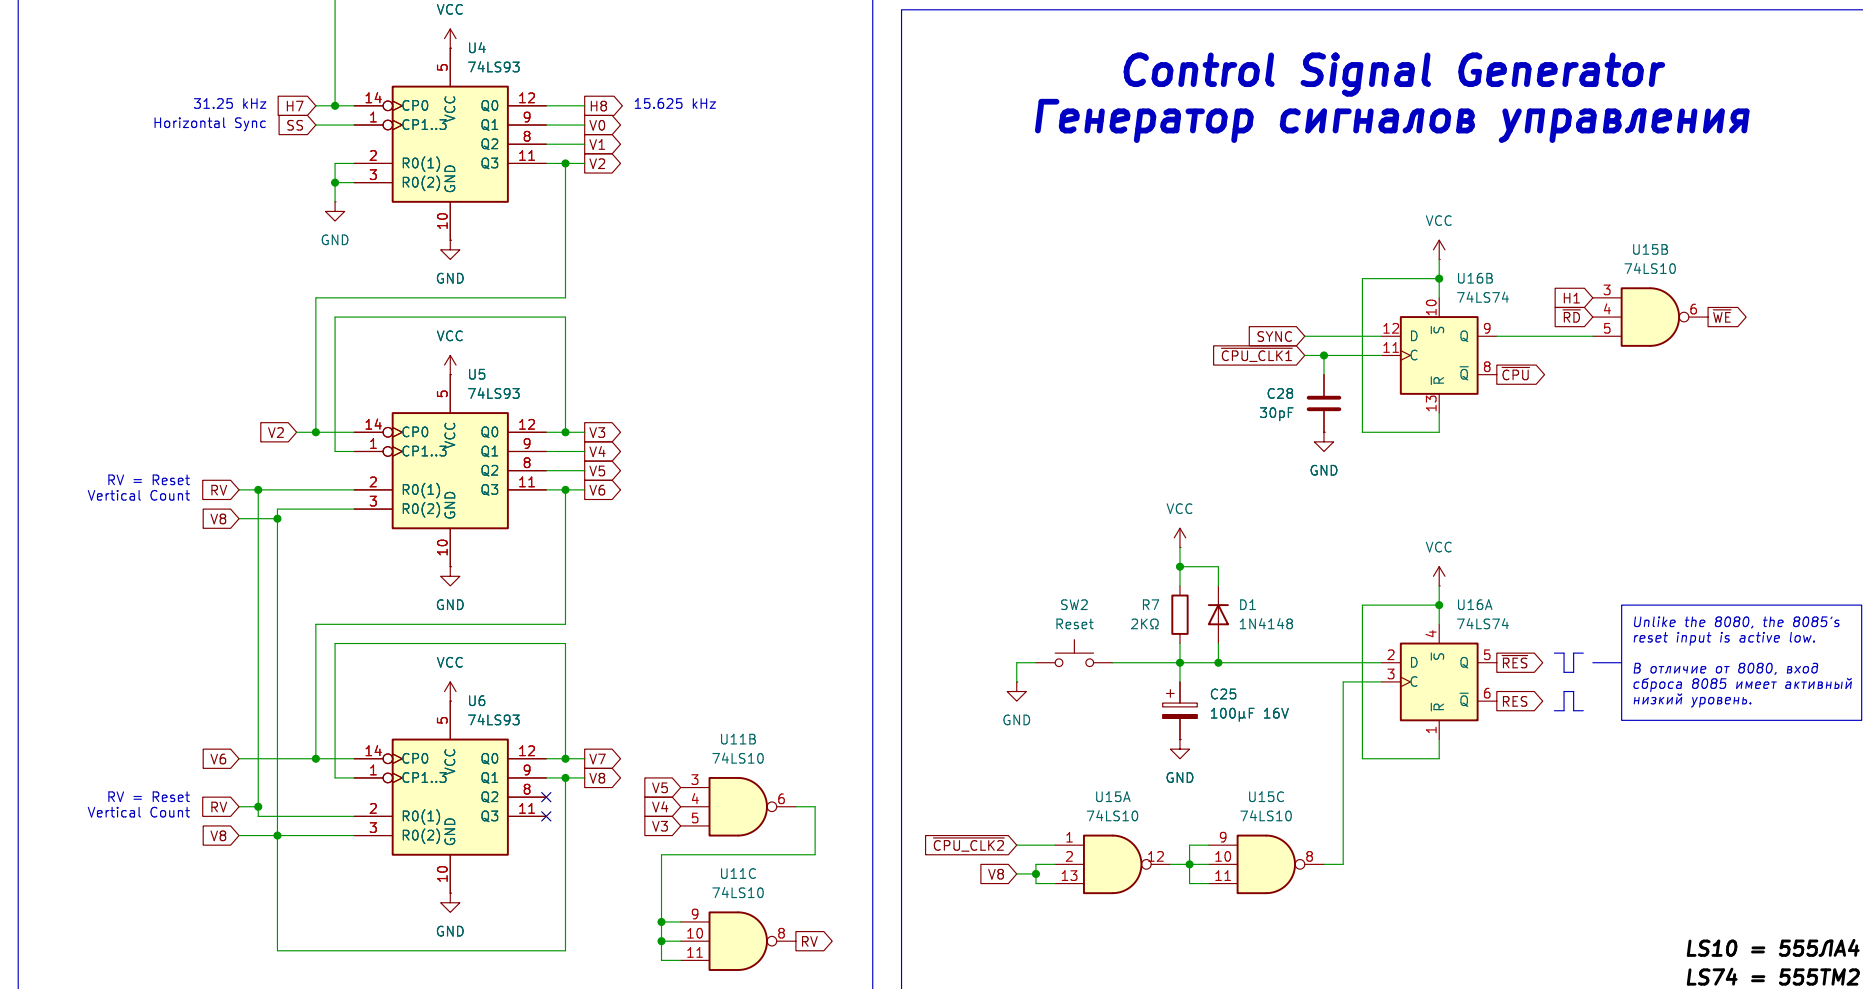 VCC
U4
74LS93
5
31.25 kHz
H7
14
CP0
VCC
Q0
12
H8
15.625 kHz
Horizontal Sync
SS
1
CP1..3
Q1
9
V0
Q2
8
V1
2
R0(1)
Q3
11
V2
3
R0(2)
GND
10
GND
GND
VCC
U5
74LS93
5
V2
14
CP0
VCC
Q0
12
V3
1
CP1..3
Q1
9
V4
Q2
8
V5
RV = Reset
Vertical Count
RV
2
R0(1)
Q3
11
V6
V8
3
R0(2)
GND
10
GND
VCC
U6
74LS93
5
V6
14
CP0
VCC
Q0
12
V7
1
CP1..3
Q1
9
V8
Q2
8
RV = Reset
Vertical Count
RV
2
R0(1)
Q3
11
V8
3
R0(2)
GND
10
GND
U11B
74LS10
V5
3
V4
4
6
V3
5
U11C
74LS10
9
10
8
RV
11
Control Signal Generator
Генератор сигналов управления
VCC
U16B
74LS74
10
S
SYNC
12
D
Q
9
CPU_CLK1
11
C
R
Q
8
CPU
13
C28
30pF
GND
U15B
74LS10
H1
3
RD
4
6
WE
5
VCC
SW2
Reset
R7
2KΩ
D1
1N4148
GND
C25
100µF 16V
GND
VCC
U16A
74LS74
4
S
2
D
Q
5
RES
3
C
R
Q
6
RES
1
Unlike the 8080, the 8085's
reset input is active low.
В отличие от 8080, вход
сброса 8085 имеет активный
низкий уровень.
U15A
74LS10
CPU_CLK2
1
2
12
V8
13
U15C
74LS10
9
10
8
11
LS10 = 555ЛА4
LS74 = 555ТМ2